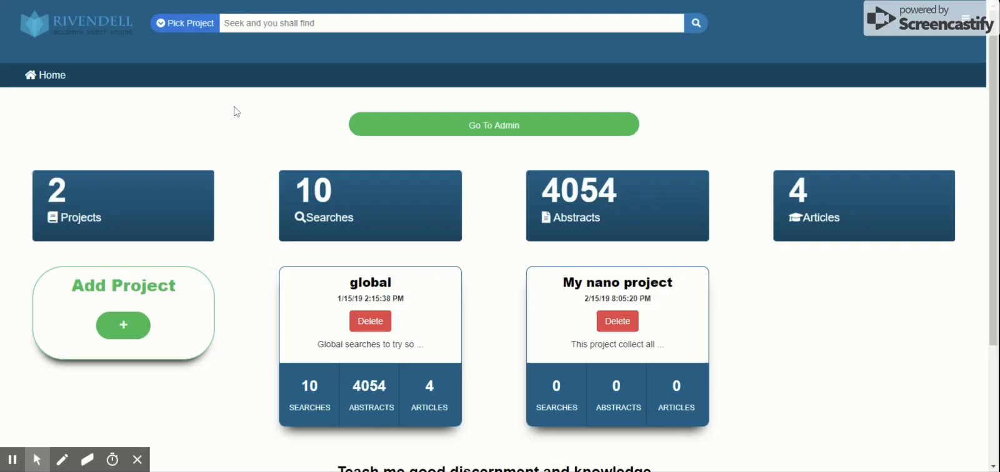 RIVENDELL
academic search engine
Pick Project
Seek and you shall find
powered by
Screencastify
Home
Go To Admin
2
Projects
10
Searches
4054
Abstracts
4
Articles
Add Project
+
global
1/15/19 2:15:38 PM
Delete
Global searches to try so ...
10 4054 4
SEARCHES ABSTRACTS ARTICLES
My nano project
2/15/19 8:05:20 PM
Delete
This project collect all ...
0 0 0
SEARCHES ABSTRACTS ARTICLES
Teach me good discernment and knowledge